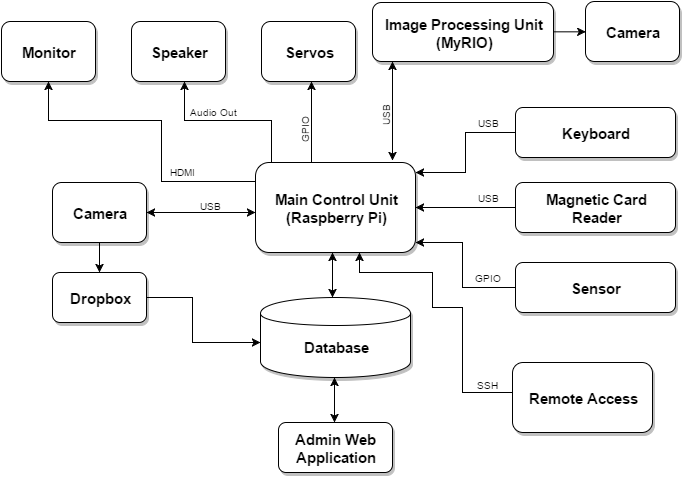 Image Processing Unit
(MyRIO)
Camera
Monitor
Speaker
Servos
Audio Out
GPIO
USB
USB
Keyboard
HDMI
Main Control Unit
(Raspberry Pi)
USB
Magnetic Card
Reader
Camera
USB
GPIO
Sensor
Dropbox
Database
SSH
Remote Access
Admin Web
Application